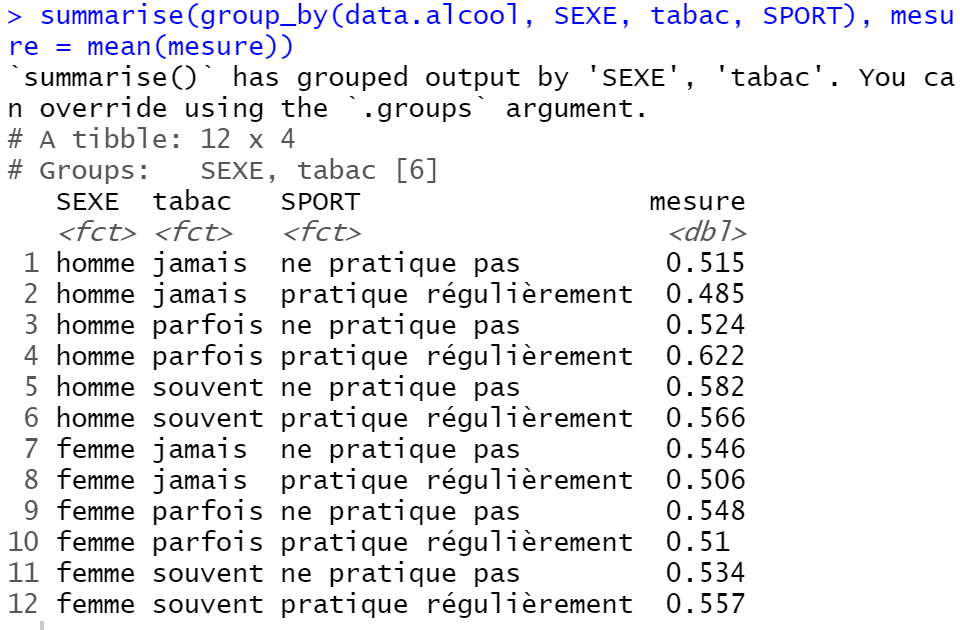 > summarise(group_by(data.alcool, SEXE, tabac, SPORT), mesu
re = mean(mesure))
`summarise()` has grouped output by 'SEXE', 'tabac'. You ca
n override using the `.groups` argument.
# A tibble: 12 x 4
# Groups:   SEXE, tabac [6]
   SEXE  tabac   SPORT                  mesure
   <fct> <fct>   <fct>                   <dbl>
 1 homme jamais  ne pratique pas         0.515
 2 homme jamais  pratique régulièrement  0.485
 3 homme parfois ne pratique pas         0.524
 4 homme parfois pratique régulièrement  0.622
 5 homme souvent ne pratique pas         0.582
 6 homme souvent pratique régulièrement  0.566
 7 femme jamais  ne pratique pas         0.546
 8 femme jamais  pratique régulièrement  0.506
 9 femme parfois ne pratique pas         0.548
10 femme parfois pratique régulièrement  0.51
11 femme souvent ne pratique pas         0.534
12 femme souvent pratique régulièrement  0.557